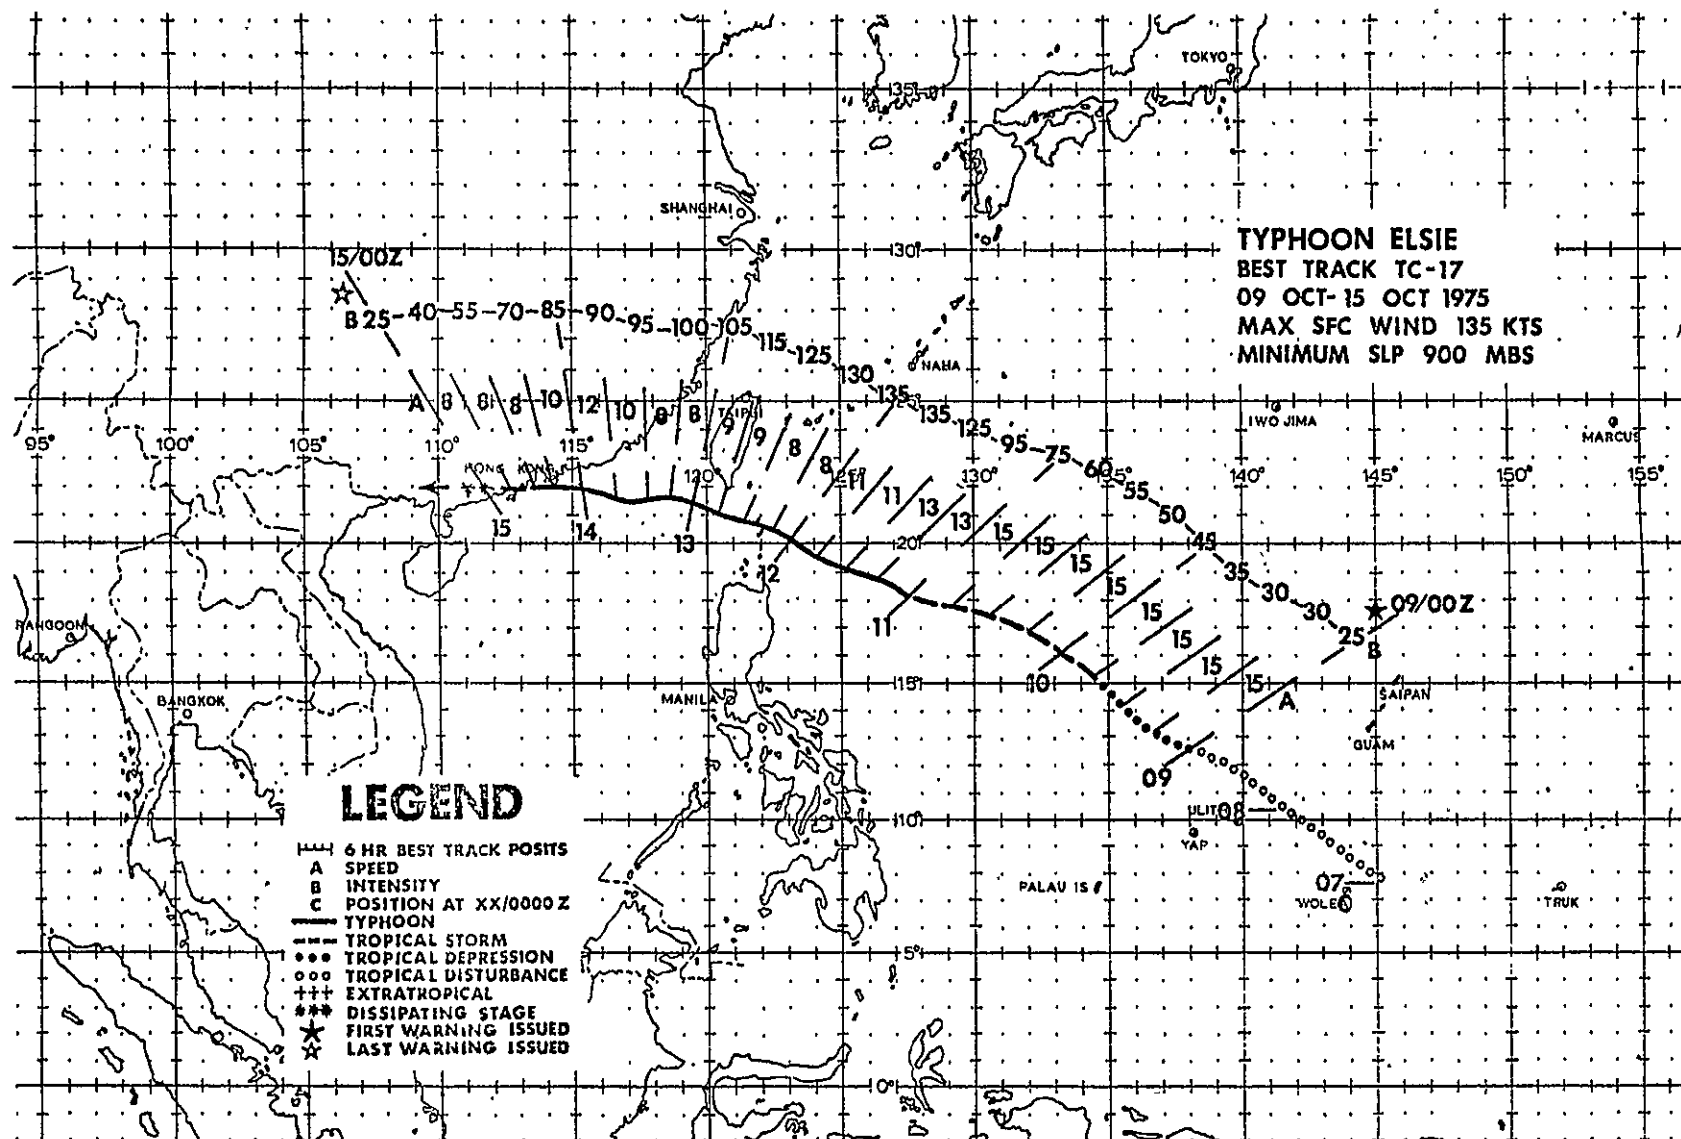 TOKYO
35°
SHANGHAI
30°
TYPHOON ELSIE
BEST TRACK TC-17
09 OCT-15 OCT 1975
MAX SFC WIND 135 KTS
MINIMUM SLP 900 MBS
15/00Z
B 25-40-55-70-85-90-95-100-105
115-125
130
135
135
125
95
75
60
55
50
45
35
30
30
25
B
09/00Z
NAHA
IWO JIMA
MARCUS
A 8 8 8 10 12 10 8 8
TAIPEI
9
9
8
8
11
11
13
13
15
15
15
15
15
15
15
15
A
95° 100° 105° 110° 115° 120° 125° 130° 135° 140° 145° 150° 155°
HONG KONG
15
14
13
12
11
10
09
08
07
20°
RANGOON
BANGKOK
MANILA
15°
SAIPAN
GUAM
ULITHI
10°
YAP
PALAU IS
TRUK
5°
0°
LEGEND
6 HR BEST TRACK POSITS
A SPEED
B INTENSITY
C POSITION AT XX/0000 Z
TYPHOON
TROPICAL STORM
TROPICAL DEPRESSION
TROPICAL DISTURBANCE
+++ EXTRATROPICAL
*** DISSIPATING STAGE
★ FIRST WARNING ISSUED
☆ LAST WARNING ISSUED